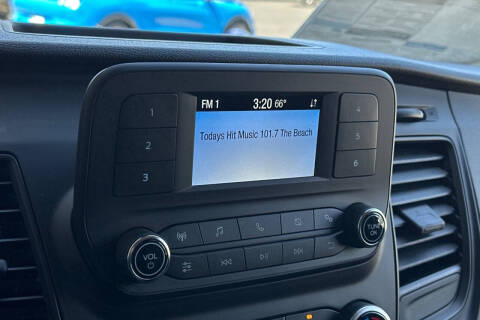 FM 1 3:20 66°
Todays Hit Music 101.7 The Beach
1
2
3
4
5
6
VOL
TUNE
OK